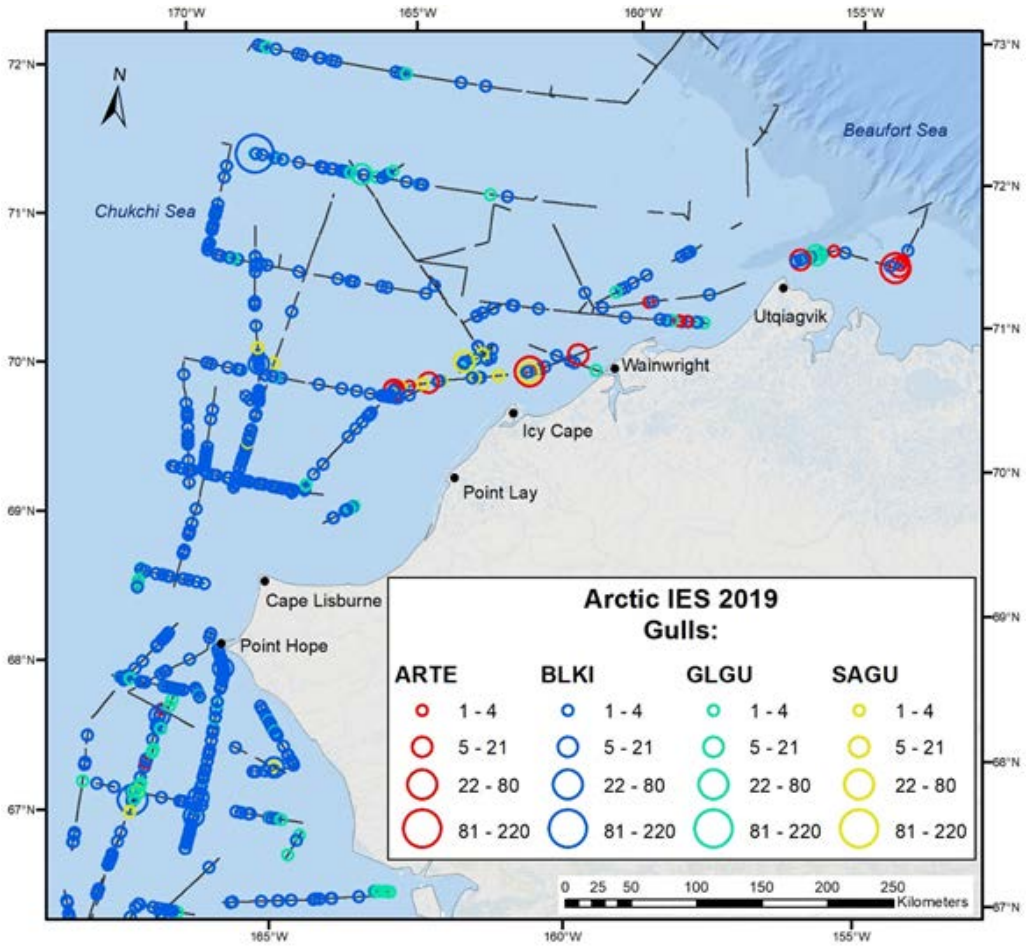 170°W 165°W 160°W 155°W
72°N
73°N
N
Beaufort Sea
72°N
71°N
Chukchi Sea
Utqiagvik
71°N
70°N
Wainwright
Icy Cape
70°N
Point Lay
69°N
Cape Lisburne
Arctic IES 2019
Gulls:
69°N
Point Hope
68°N
ARTE BLKI GLGU SAGU
1 - 4 1 - 4 1 - 4 1 - 4
5 - 21 5 - 21 5 - 21 5 - 21
68°N
22 - 80 22 - 80 22 - 80 22 - 80
67°N
81 - 220 81 - 220 81 - 220 81 - 220
0 25 50 100 150 200 250
Kilometers
67°N
165°W 160°W 155°W